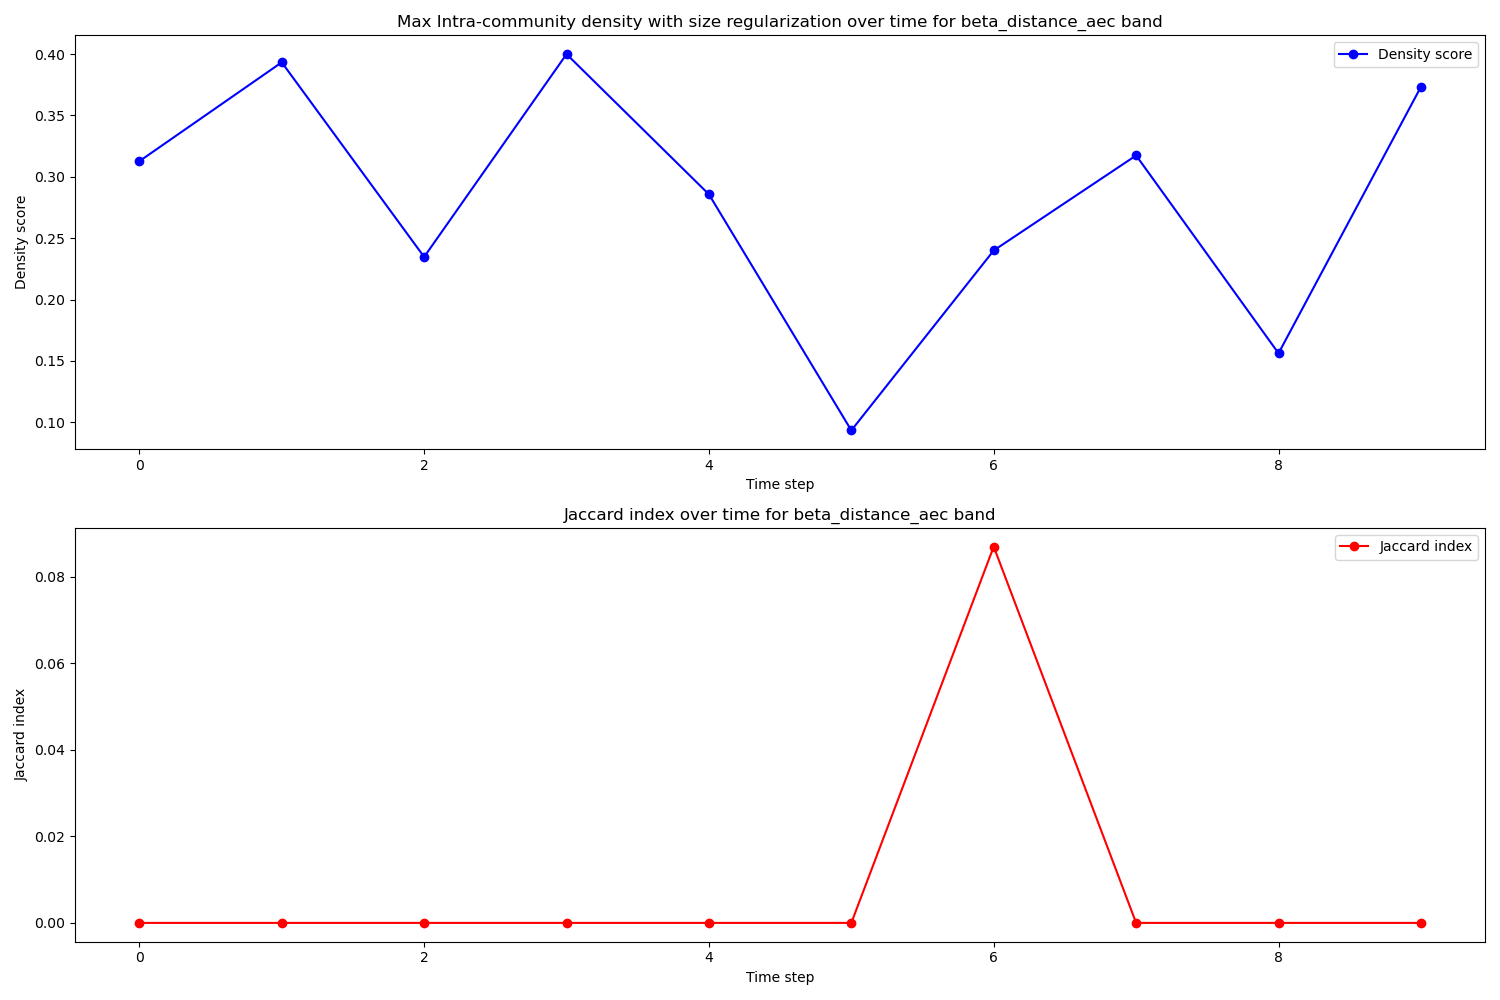 Max Intra-community density with size regularization over time for beta_distance_aec band
Density score
0.40
0.35
0.30
0.25
0.20
0.15
0.10
Density score
0
2
4
6
8
Time step
Jaccard index over time for beta_distance_aec band
Jaccard index
0.08
0.06
0.04
0.02
0.00
Jaccard index
0
2
4
6
8
Time step